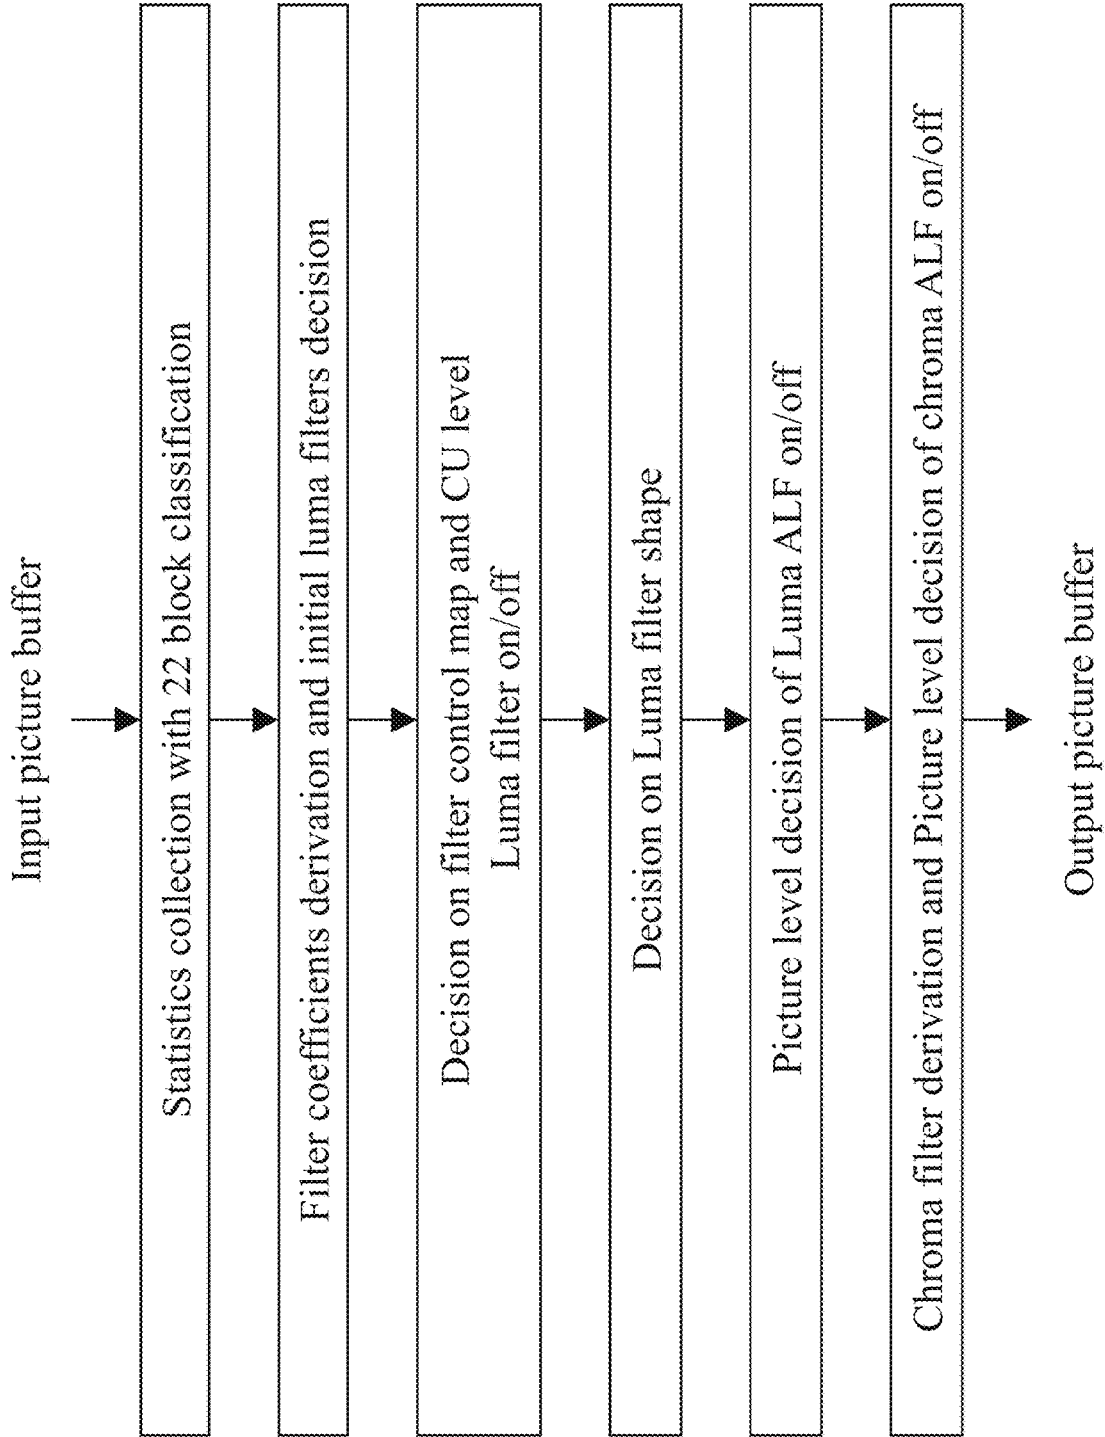 Input picture buffer
Statistics collection with 22 block classification
Filter coefficients derivation and initial luma filters decision
Decision on filter control map and CU level
Luma filter on/off
Decision on Luma filter shape
Picture level decision of Luma ALF on/off
Chroma filter derivation and Picture level decision of chroma ALF on/off
Output picture buffer